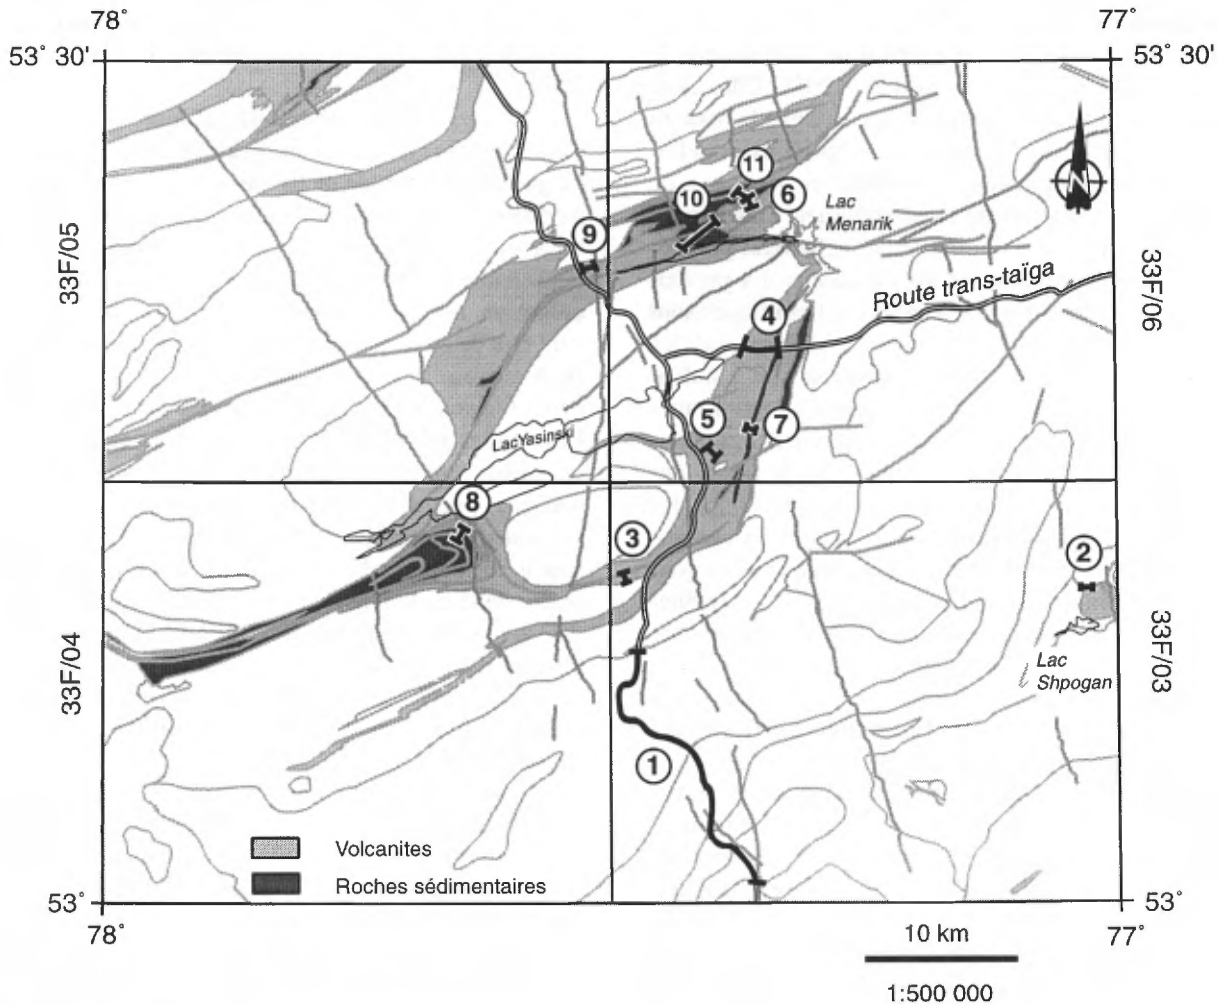 78°
77°
53° 30'
53° 30'
11
6
10
Lac
Menarik
9
33F/05
Route trans-taïga
33F/06
4
5
7
LacYasinski
8
3
2
33F/04
33F/03
Lac
Shpogan
1
Volcanites
Roches sédimentaires
53°
53°
78°
77°
10 km
1:500 000
N